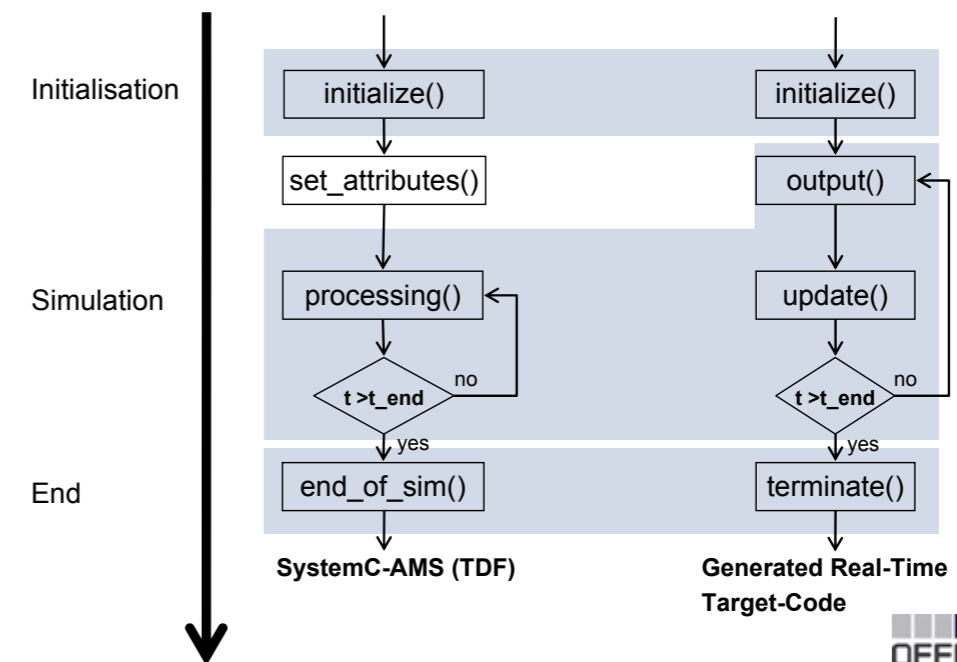 Initialisation
initialize()
initialize()
set_attributes()
output()
Simulation
processing()
update()
t >t_end
no
t >t_end
no
yes
yes
End
end_of_sim()
terminate()
SystemC-AMS (TDF)
Generated Real-Time
Target-Code